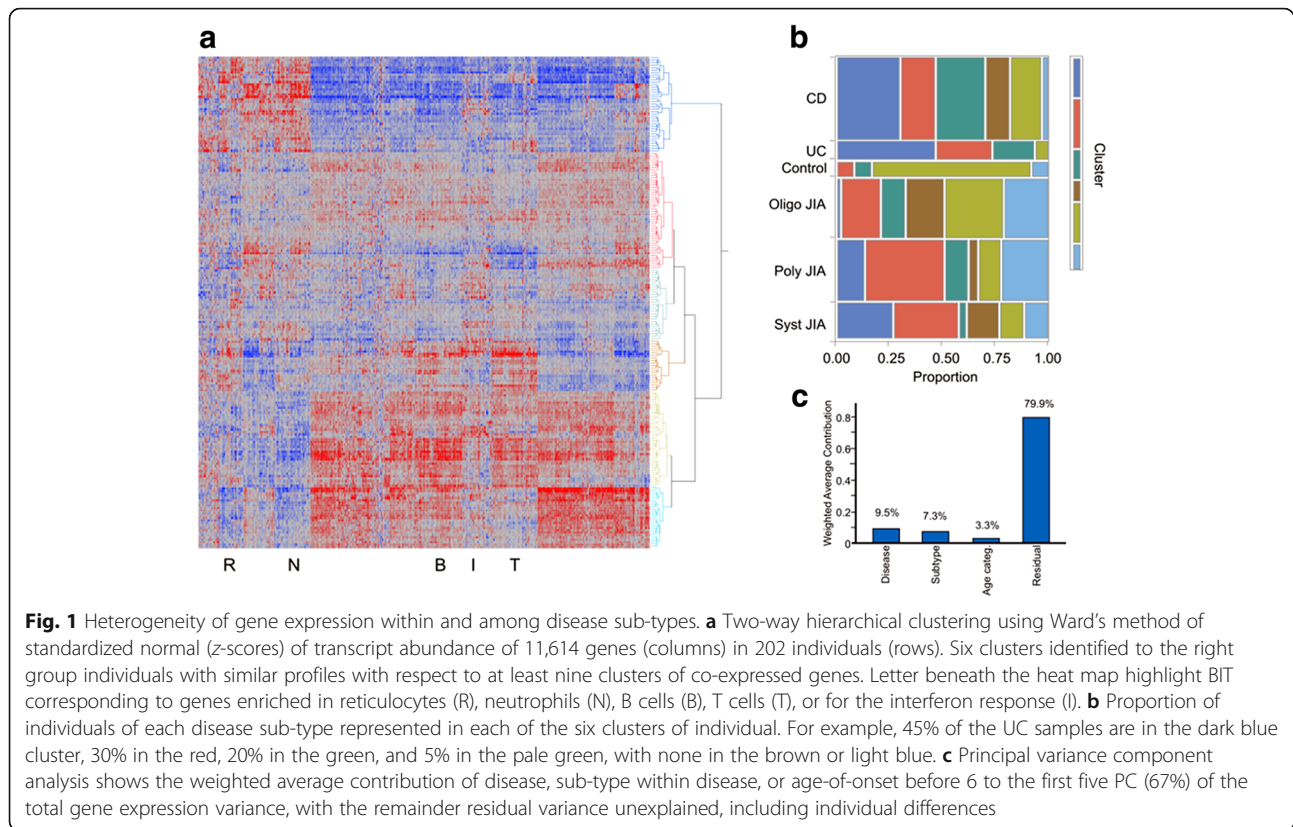 a
R N B I T
b
CD
UC
Control
Oligo JIA
Poly JIA
Syst JIA
0.00 0.25 0.50 0.75 1.00
Proportion
Cluster
c
Weighted Average Contribution
0.8
0.6
0.4
0.2
0
9.5%
7.3%
3.3%
79.9%
Disease
Subtype
Age categ.
Residual
Fig. 1 Heterogeneity of gene expression within and among disease sub-types. a Two-way hierarchical clustering using Ward's method of
standardized normal (z-scores) of transcript abundance of 11,614 genes (columns) in 202 individuals (rows). Six clusters identified to the right
group individuals with similar profiles with respect to at least nine clusters of co-expressed genes. Letter beneath the heat map highlight BIT
corresponding to genes enriched in reticulocytes (R), neutrophils (N), B cells (B), T cells (T), or for the interferon response (I). b Proportion of
individuals of each disease sub-type represented in each of the six clusters of individual. For example, 45% of the UC samples are in the dark blue
cluster, 30% in the red, 20% in the green, and 5% in the pale green, with none in the brown or light blue. c Principal variance component
analysis shows the weighted average contribution of disease, sub-type within disease, or age-of-onset before 6 to the first five PC (67%) of the
total gene expression variance, with the remainder residual variance unexplained, including individual differences